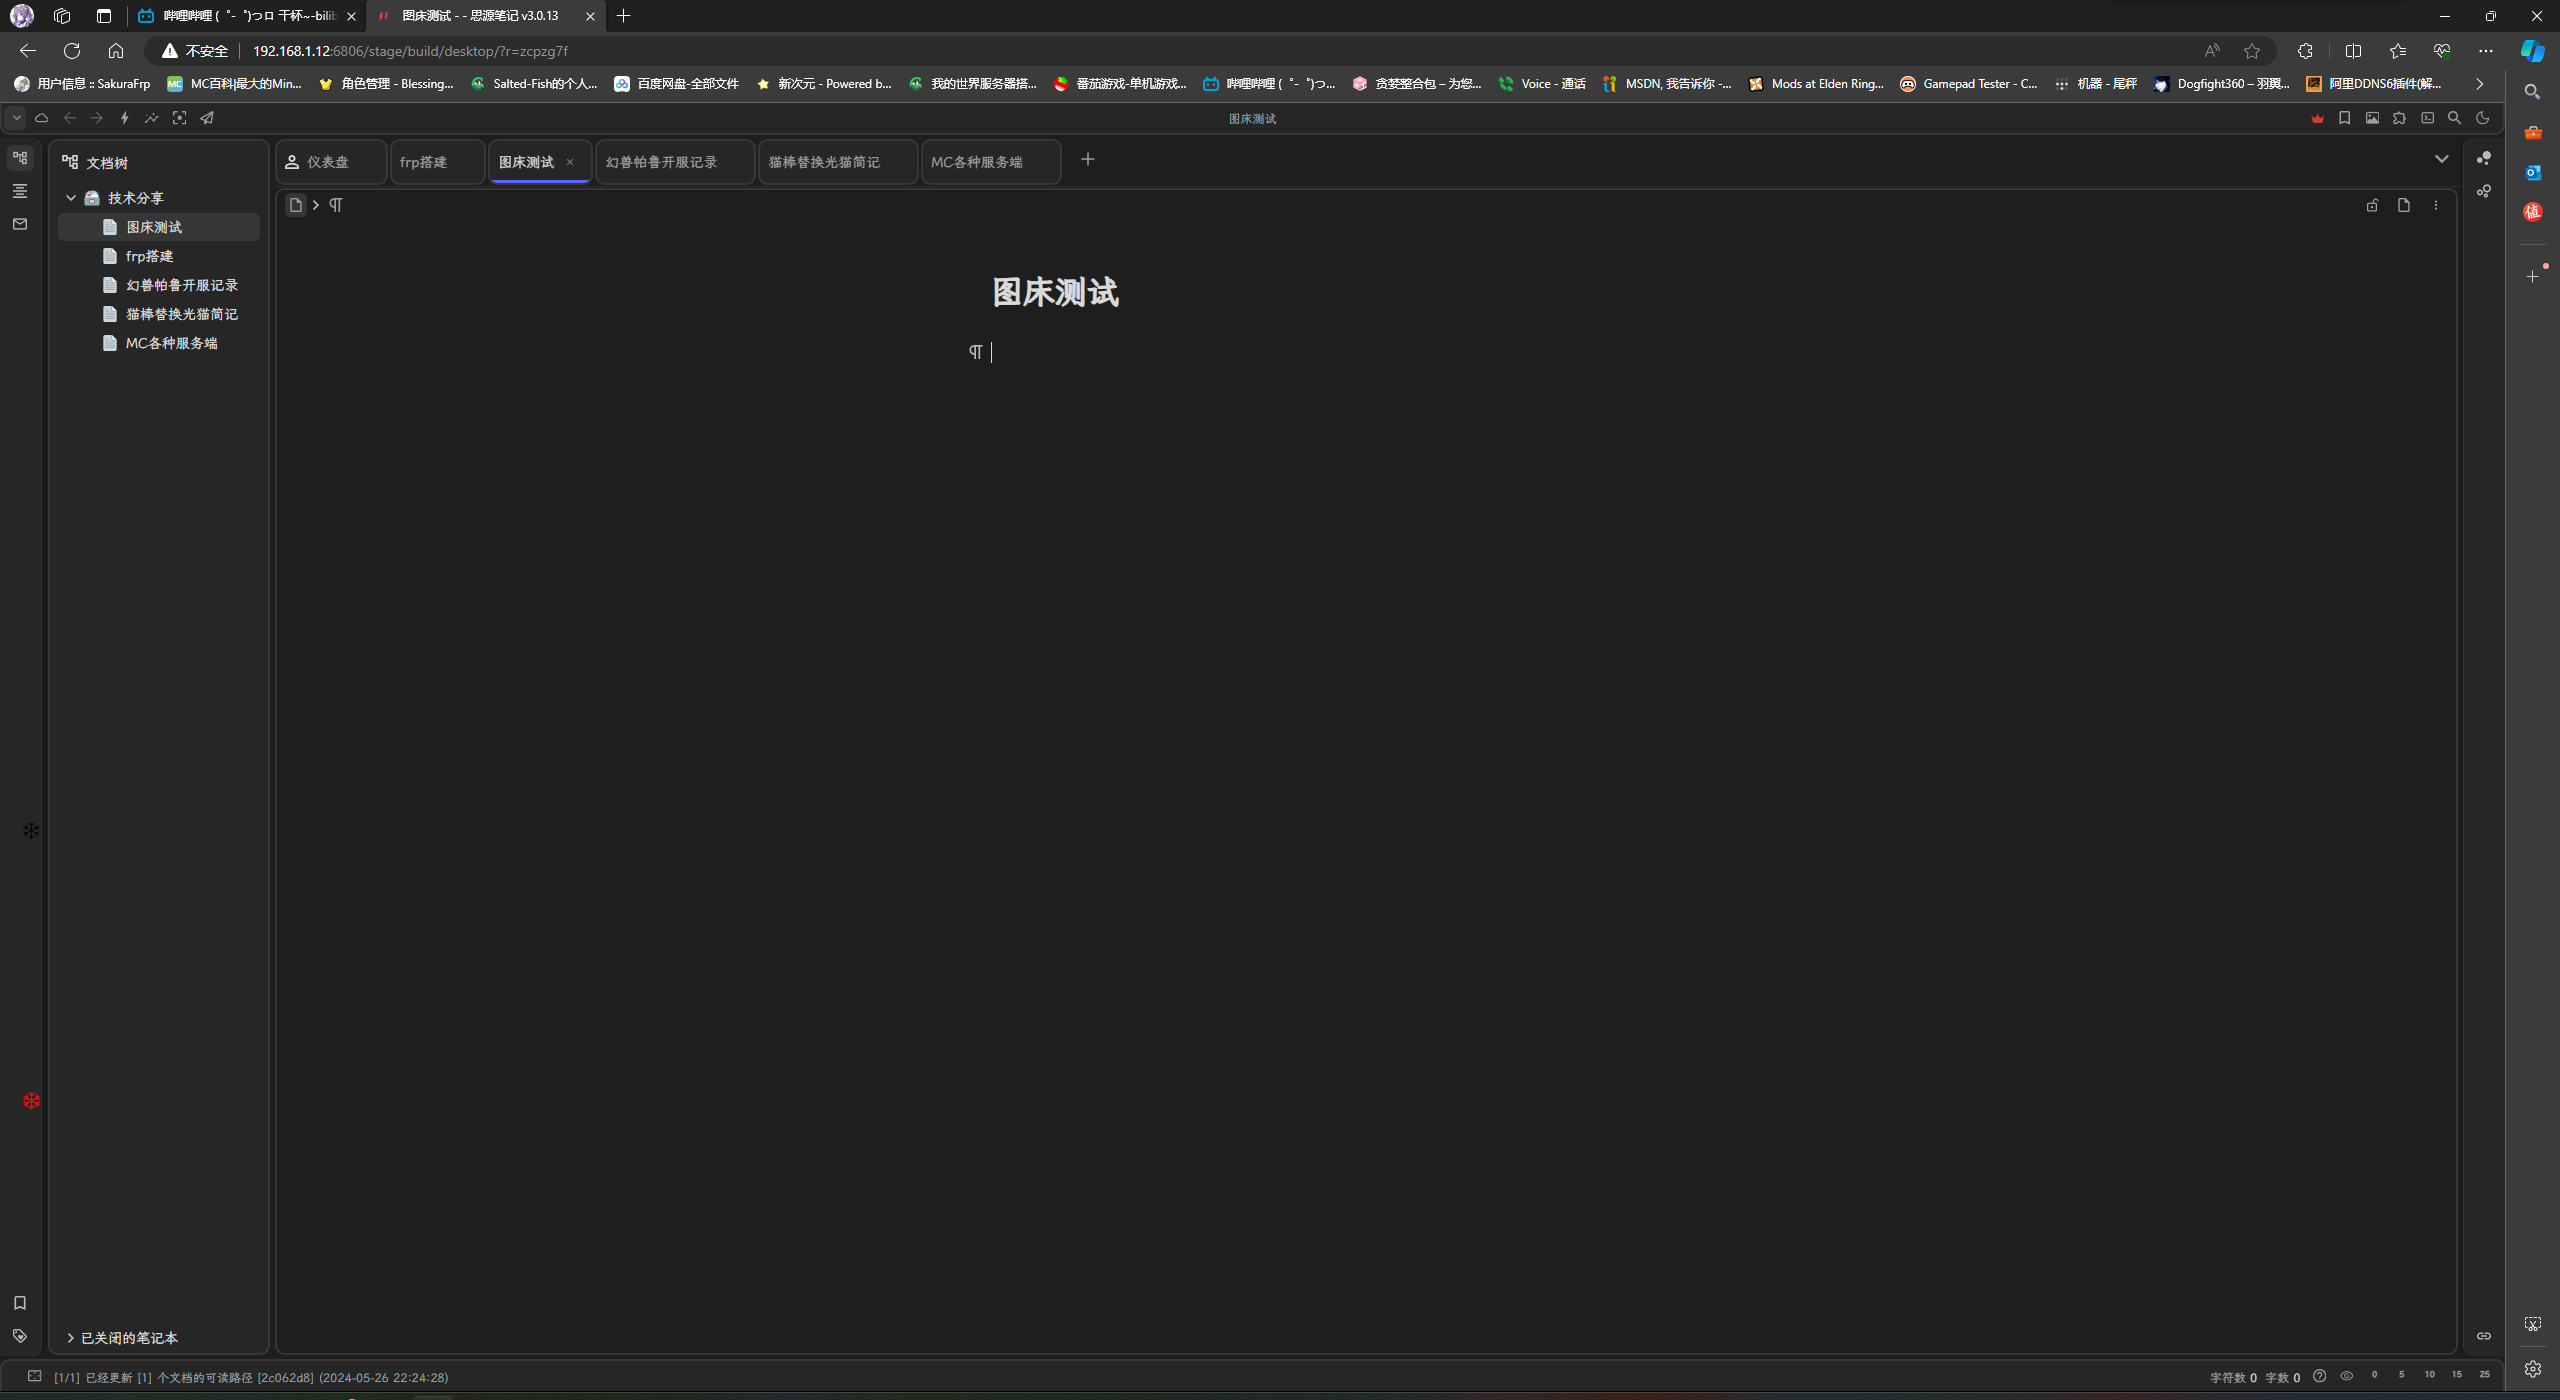 哔哩哔哩 (゜-゜)つロ 干杯~-bilib
图床测试 - - 思源笔记 v3.0.13
不安全
192.168.1.12:6806/stage/build/desktop/?r=zcpzg7f
用户信息 :: SakuraFrp
MC百科|最大的Min...
角色管理 - Blessing...
Salted-Fish的个人...
百度网盘-全部文件
新次元 - Powered b...
我的世界服务器搭...
番茄游戏-单机游戏...
哔哩哔哩 (゜-゜)つ...
贪婪整合包 – 为您...
Voice - 通话
MSDN, 我告诉你 -...
Mods at Elden Ring...
Gamepad Tester - C...
机器 - 尾秤
Dogfight360 – 羽翼...
阿里DDNS6插件(解...
图床测试
文档树
仪表盘
frp搭建
图床测试
幻兽帕鲁开服记录
猫棒替换光猫简记
MC各种服务端
技术分享
图床测试
frp搭建
幻兽帕鲁开服记录
猫棒替换光猫简记
MC各种服务端
图床测试
值
已关闭的笔记本
[1/1] 已经更新 [1] 个文档的可读路径 [2c062d8] (2024-05-26 22:24:28)
字符数 0 字数 0
0 5 10 15 25